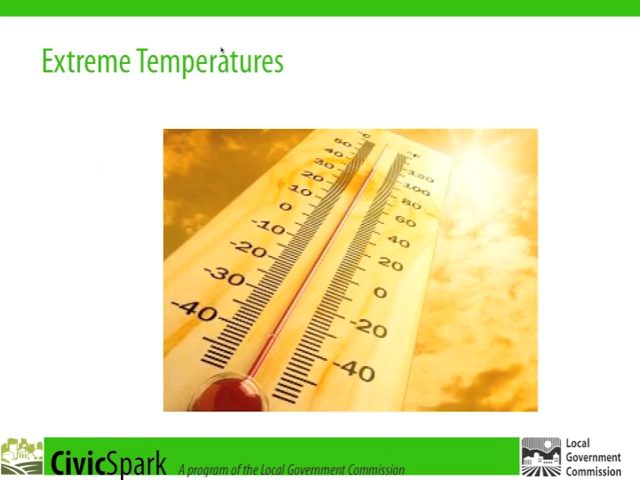 Extreme Temperatures
°C
°F
50
40
30
20
10
0
-10
-20
-30
-40
120
100
80
60
40
20
0
-20
-40
CivicSpark A program of the Local Government Commission
Local
Government
Commission